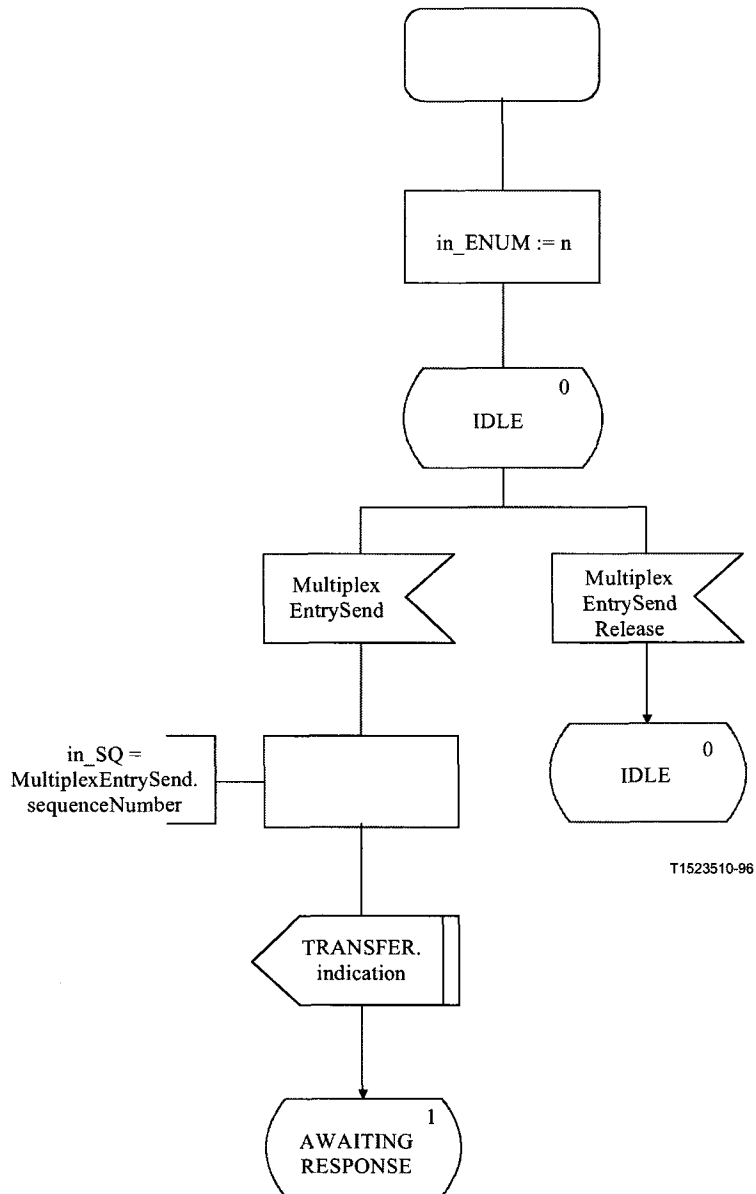 in_ENUM := n
0
IDLE
Multiplex
EntrySend
Multiplex
EntrySend
Release
in_SQ =
MultiplexEntrySend.
sequenceNumber
0
IDLE
T1523510-96
TRANSFER.
indication
1
AWAITING
RESPONSE